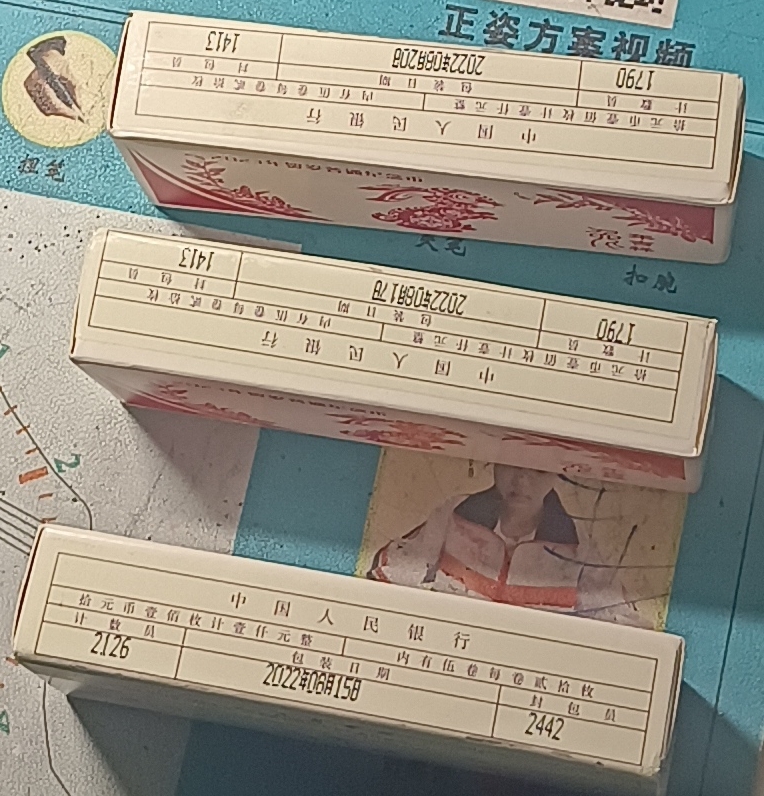 正姿方案视频
握笔
1413
2022年08月20日
1790
封包员
包装日期
计数员
内有伍卷每卷贰拾枚
拾元币壹佰枚计壹仟元整
中国人民银行
扣腕
1413
2022年08月17日
1790
封包员
包装日期
计数员
内有伍卷每卷贰拾枚
拾元币壹佰枚计壹仟元整
中国人民银行
2
中国人民银行
拾元币壹佰枚计壹仟元整
内有伍卷每卷贰拾枚
计数员
包装日期
封包员
2126
2022年08月15日
2442